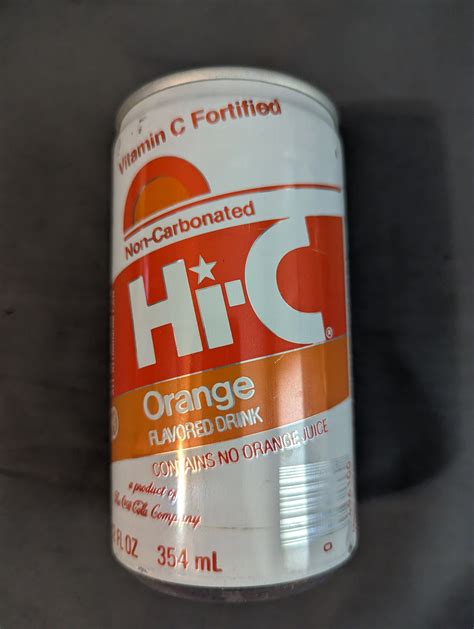 Vitamin C Fortified
Non-Carbonated
Hi-C®
Orange
FLAVORED DRINK
CONTAINS NO ORANGE JUICE
a product of
The Coca-Cola Company
FL OZ 354 mL